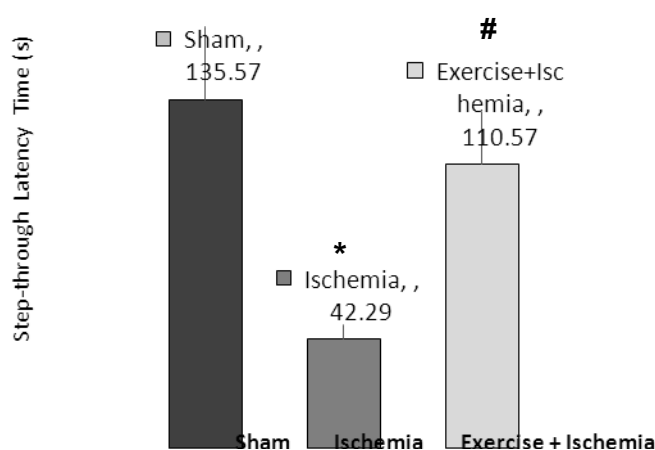 Step-through Latency Time (s)
#
Sham, ,
135.57
Exercise+Isc
hemia, ,
110.57
*
Ischemia, ,
42.29
Sham Ischemia Exercise + Ischemia